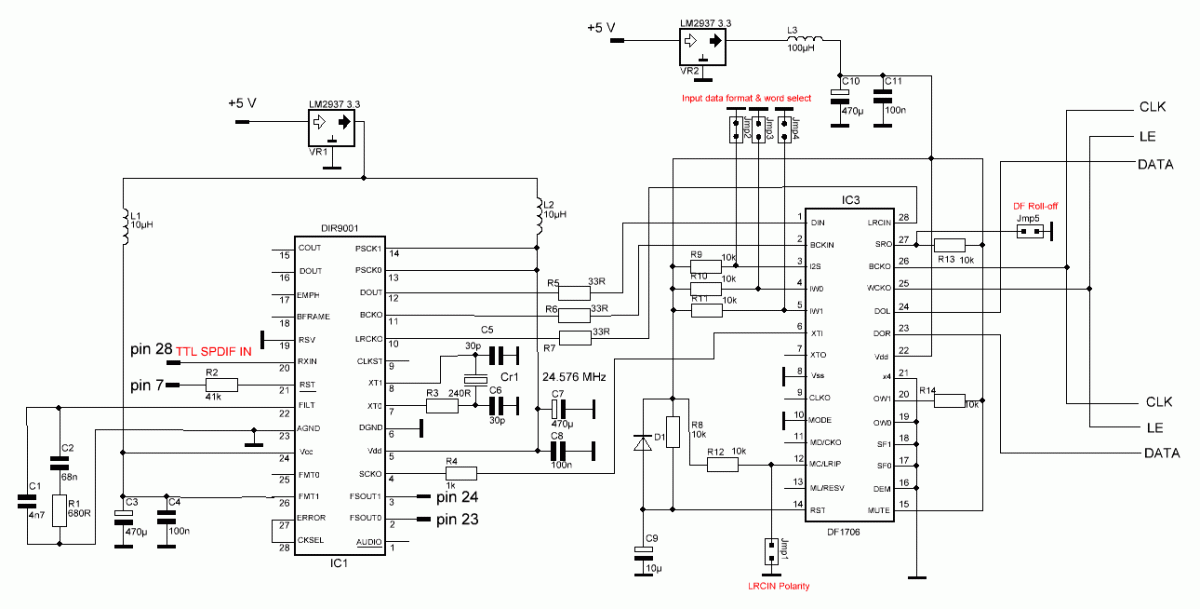 +5 V
LM2937 3.3
VR2
L3
100µH
C10
470µ
C11
100n
CLK
LE
DATA
Input data format & word select
Jmp2
Jmp3
Jmp4
+5 V
LM2937 3.3
VR1
L1
10µH
L2
10µH
DIR9001
IC1
15 COUT
16 DOUT
17 EMPH
18 BFRAME
19 RSV
20 RXIN
21 RST
22 FILT
23 AGND
24 Vcc
25 FMT0
26 FMT1
27 ERROR
28 CKSEL
PSCK1 14
PSCK0 13
DOUT 12
BCKO 11
LRCKO 10
CLKST 9
XT1 8
XT0 7
DGND 6
Vdd 5
SCKO 4
FSOUT1 3
FSOUT0 2
AUDIO 1
pin 28 TTL SPDIF IN
pin 7
R2
41k
C2
68n
C1
4n7
R1
680R
C3
470µ
C4
100n
R5 33R
R6 33R
R7 33R
C5
30p
Cr1
24.576 MHz
R3 240R
C6
30p
C7
470µ
C8
100n
R4
1k
pin 24
pin 23
R9 10k
R10 10k
R11 10k
IC3
DF1706
1 DIN
2 BCKIN
3 I2S
4 IW0
5 IW1
6 XTI
7 XTO
8 Vss
9 CLKO
10 MODE
11 MD/CKO
12 MC/LRIP
13 ML/RESV
14 RST
LRCIN 28
SRO 27
BCKO 26
WCKO 25
DOL 24
DOR 23
Vdd 22
x4 21
OW1 20
OW0 19
SF1 18
SF0 17
DEM 16
MUTE 15
DF Roll-off
Jmp5
R13 10k
R14 10k
D1
R8
10k
R12 10k
C9
10µ
Jmp1
LRCIN Polarity
CLK
LE
DATA